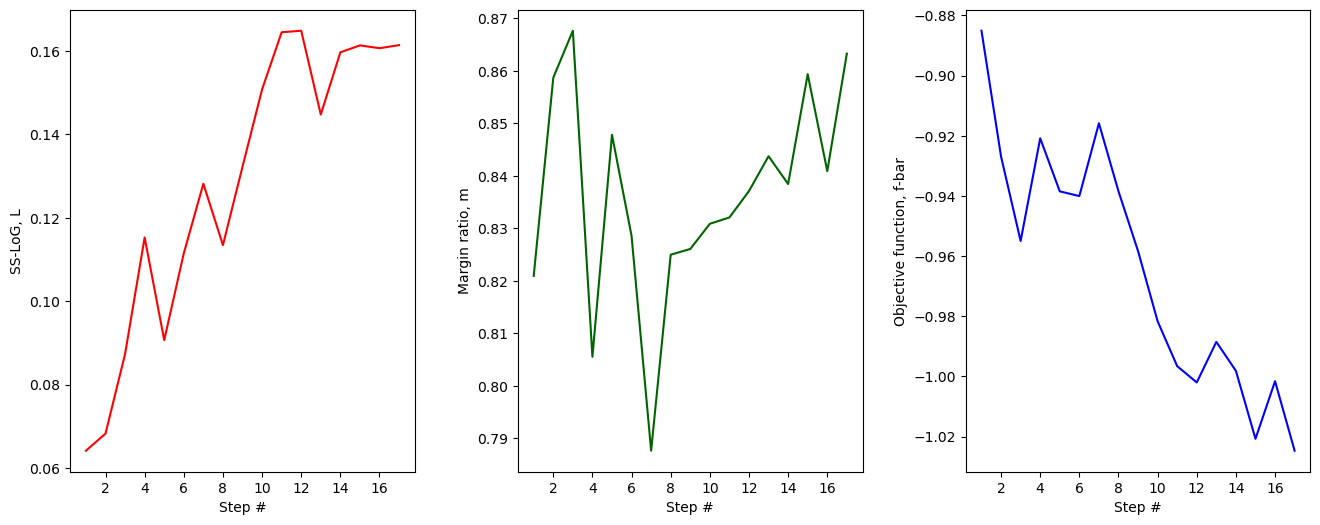 0.16
0.14
0.12
0.10
0.08
0.06
SS-LoG, L
2 4 6 8 10 12 14 16
Step #
0.87
0.86
0.85
0.84
0.83
0.82
0.81
0.80
0.79
Margin ratio, m
2 4 6 8 10 12 14 16
Step #
−0.88
−0.90
−0.92
−0.94
−0.96
−0.98
−1.00
−1.02
Objective function, f-bar
2 4 6 8 10 12 14 16
Step #